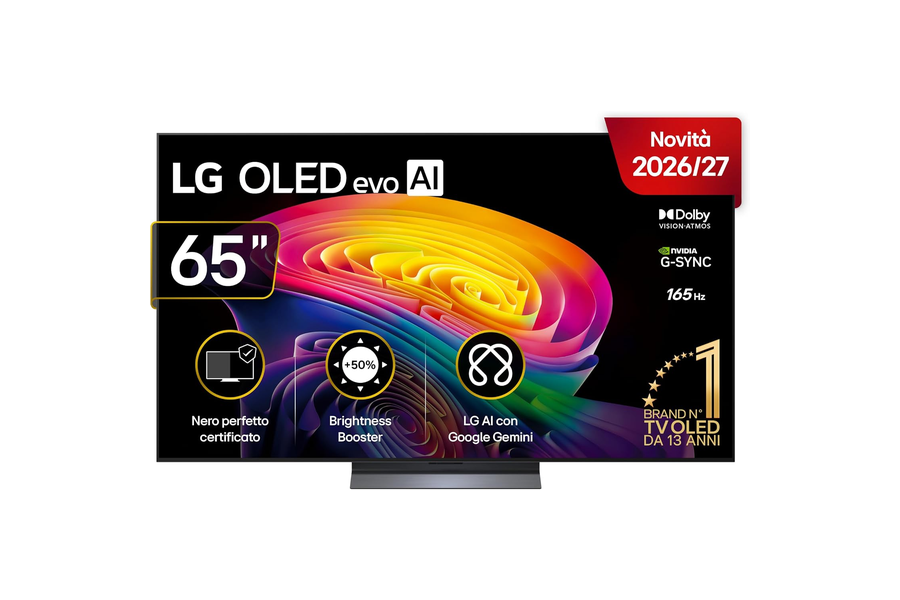 Novità
2026/27
LG OLED evo AI
65"
Dolby
VISION·ATMOS
NVIDIA
G-SYNC
165Hz
+50%
Nero perfetto
certificato
Brightness
Booster
LG AI con
Google Gemini
1
BRAND N°
TV OLED
DA 13 ANNI